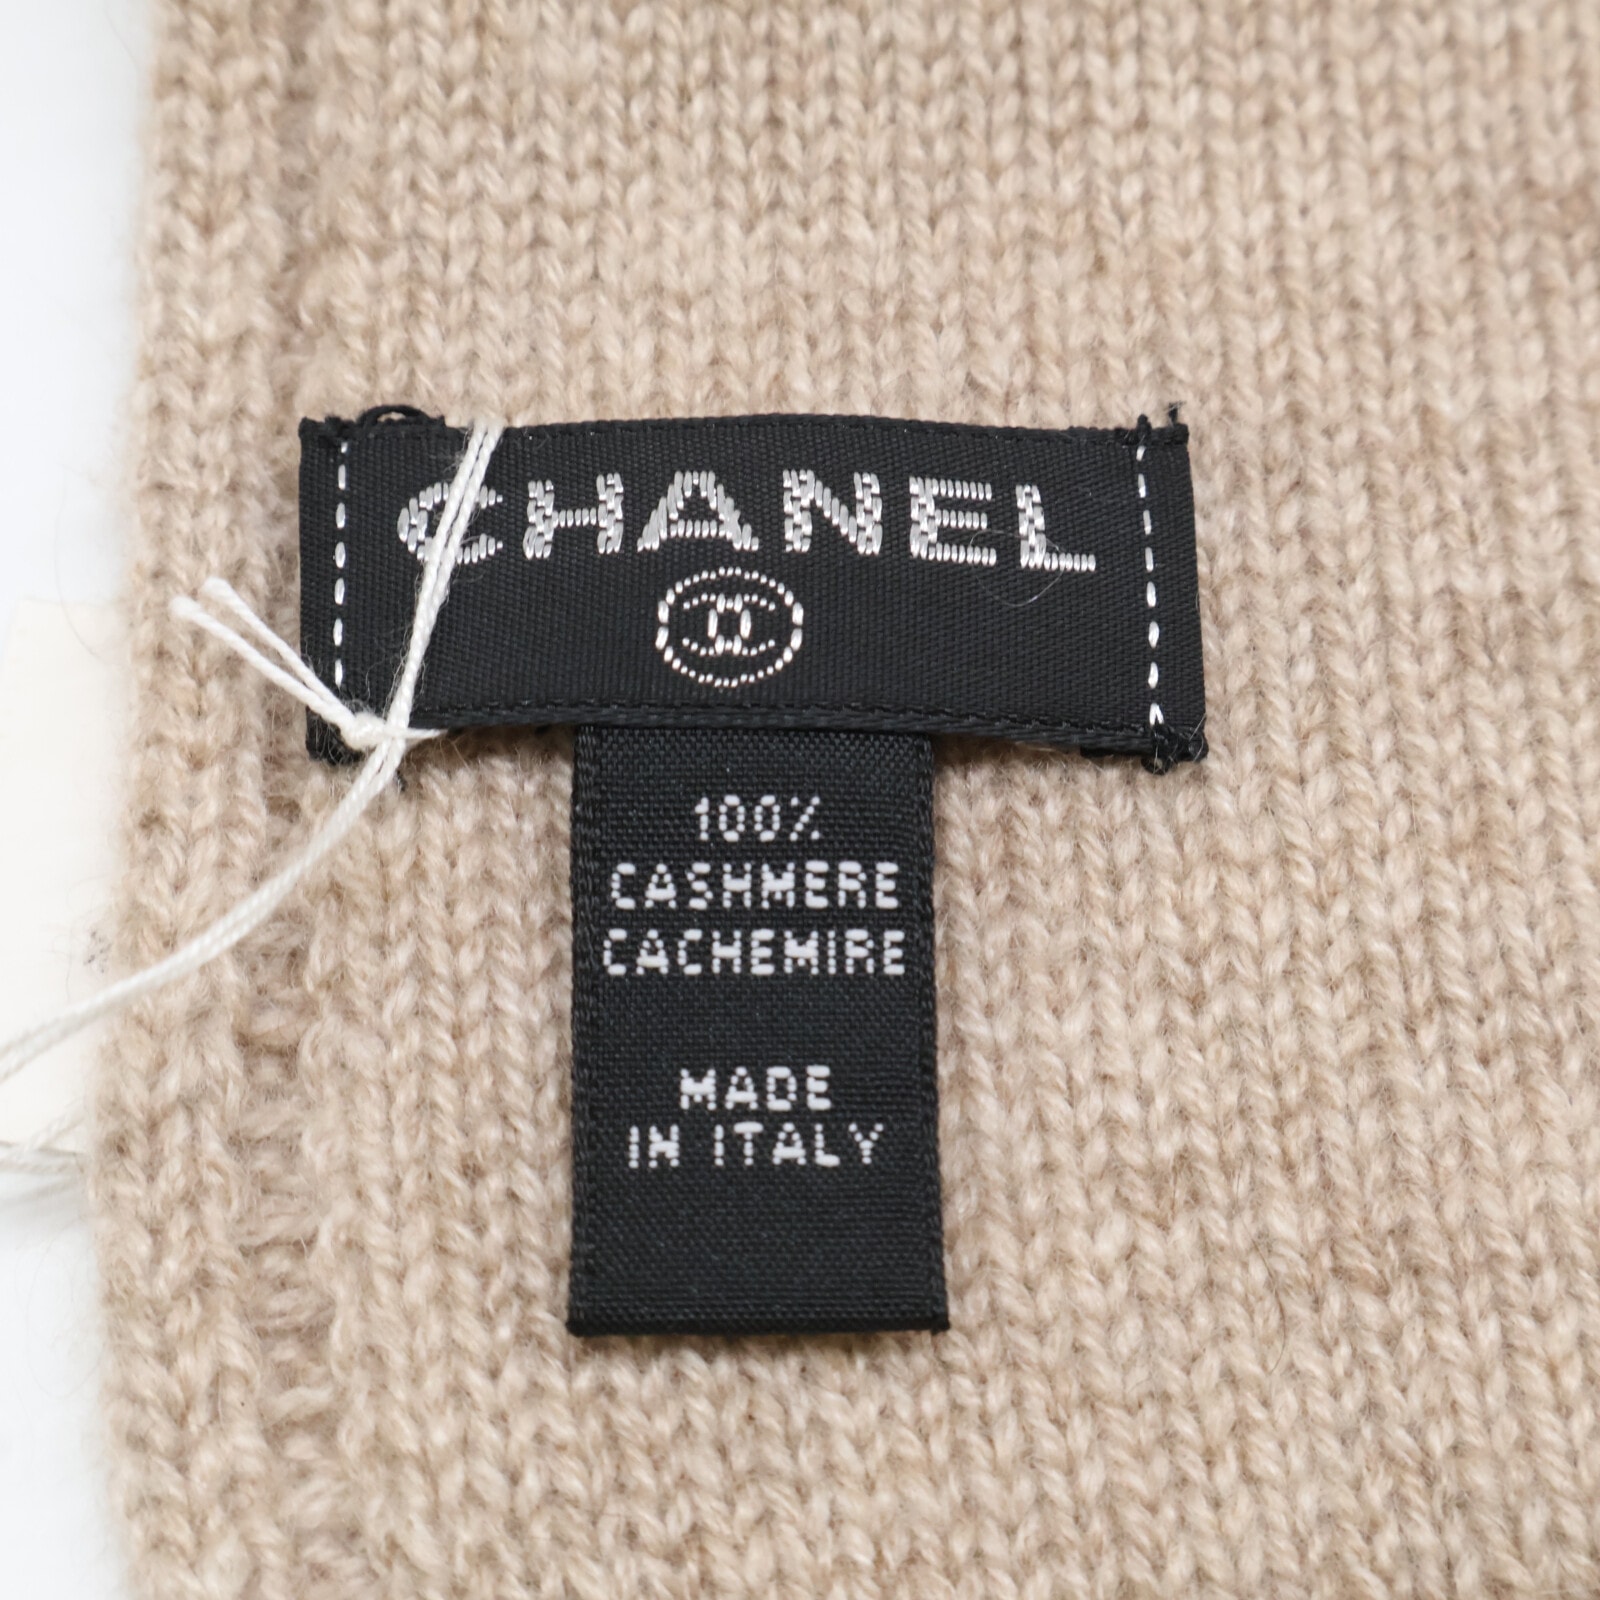 CHANEL
100%
CASHMERE
CACHEMIRE
MADE
IN ITALY